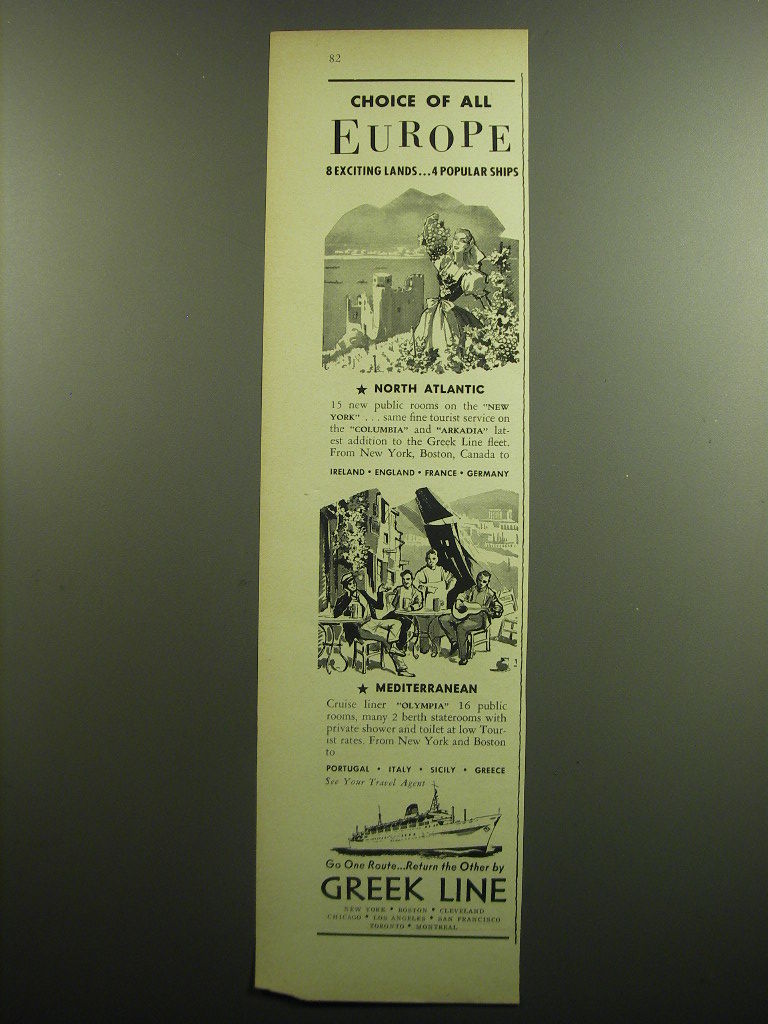 82
CHOICE OF ALL
EUROPE
8 EXCITING LANDS...4 POPULAR SHIPS
★ NORTH ATLANTIC
15 new public rooms on the "NEW
YORK" . . . same fine tourist service on
the "COLUMBIA" and "ARKADIA" lat-
est addition to the Greek Line fleet.
From New York, Boston, Canada to
IRELAND • ENGLAND • FRANCE • GERMANY
★ MEDITERRANEAN
Cruise liner "OLYMPIA" 16 public
rooms, many 2 berth staterooms with
private shower and toilet at low Tour-
ist rates. From New York and Boston
to
PORTUGAL • ITALY • SICILY • GREECE
See Your Travel Agent
Go One Route...Return the Other by
GREEK LINE
NEW YORK • BOSTON • CLEVELAND
CHICAGO • LOS ANGELES • SAN FRANCISCO
TORONTO • MONTREAL